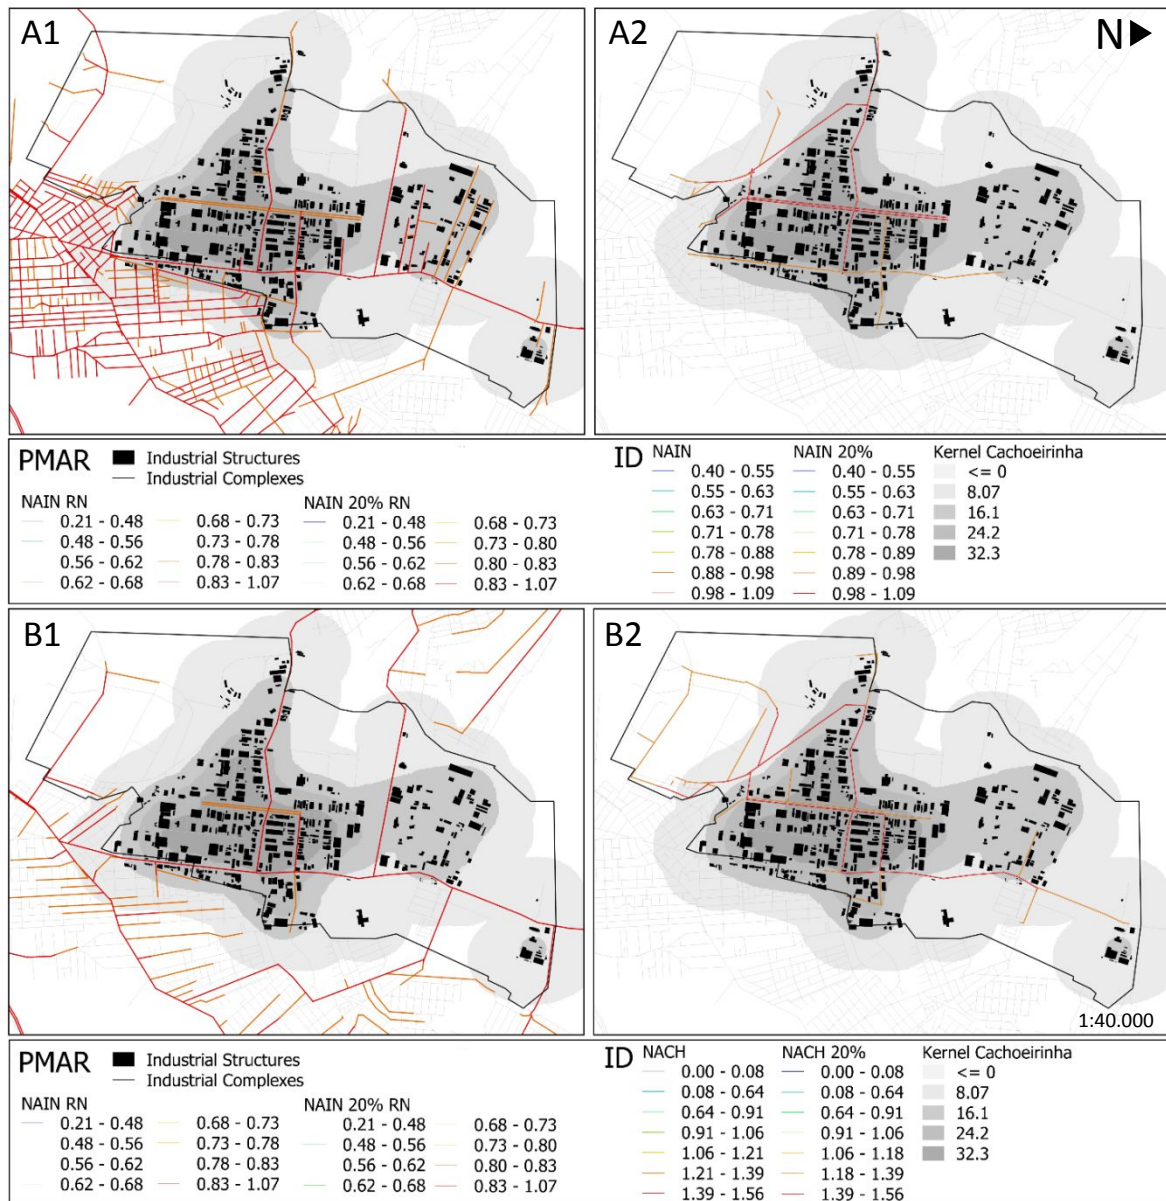 A1
A2
N
PMAR
Industrial Structures
Industrial Complexes
NAIN RN
0.21 - 0.48
0.48 - 0.56
0.56 - 0.62
0.62 - 0.68
0.68 - 0.73
0.73 - 0.78
0.78 - 0.83
0.83 - 1.07
NAIN 20% RN
0.21 - 0.48
0.48 - 0.56
0.56 - 0.62
0.62 - 0.68
0.68 - 0.73
0.73 - 0.80
0.80 - 0.83
0.83 - 1.07
ID
NAIN
0.40 - 0.55
0.55 - 0.63
0.63 - 0.71
0.71 - 0.78
0.78 - 0.88
0.88 - 0.98
0.98 - 1.09
NAIN 20%
0.40 - 0.55
0.55 - 0.63
0.63 - 0.71
0.71 - 0.78
0.78 - 0.89
0.89 - 0.98
0.98 - 1.09
Kernel Cachoeirinha
<= 0
8.07
16.1
24.2
32.3
B1
B2
1:40.000
PMAR
Industrial Structures
Industrial Complexes
NAIN RN
0.21 - 0.48
0.48 - 0.56
0.56 - 0.62
0.62 - 0.68
0.68 - 0.73
0.73 - 0.78
0.78 - 0.83
0.83 - 1.07
NAIN 20% RN
0.21 - 0.48
0.48 - 0.56
0.56 - 0.62
0.62 - 0.68
0.68 - 0.73
0.73 - 0.80
0.80 - 0.83
0.83 - 1.07
ID
NACH
0.00 - 0.08
0.08 - 0.64
0.64 - 0.91
0.91 - 1.06
1.06 - 1.21
1.21 - 1.39
1.39 - 1.56
NACH 20%
0.00 - 0.08
0.08 - 0.64
0.64 - 0.91
0.91 - 1.06
1.06 - 1.18
1.18 - 1.39
1.39 - 1.56
Kernel Cachoeirinha
<= 0
8.07
16.1
24.2
32.3